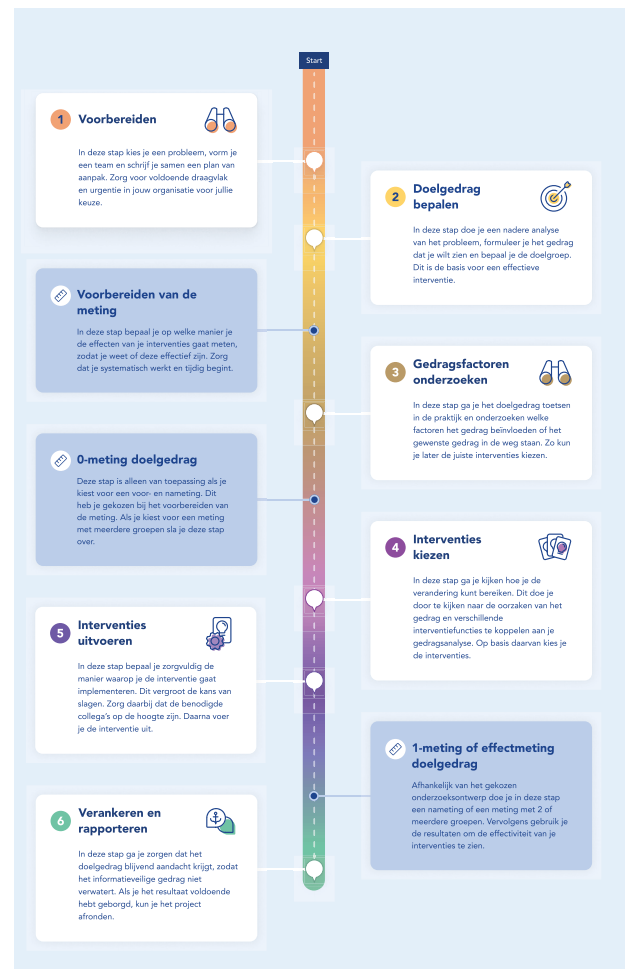 Start
1
Voorbereiden
In deze stap kies je een probleem, vorm je
een team en schrijf je samen een plan van
aanpak. Zorg voor voldoende draagvlak
en urgentie in jouw organisatie voor jullie
keuze.
2
Doelgedrag
bepalen
In deze stap doe je een nadere analyse
van het probleem, formuleer je het gedrag
dat je wilt zien en bepaal je de doelgroep.
Dit is de basis voor een effectieve
interventie.
Voorbereiden van de
meting
In deze stap bepaal je op welke manier je
de effecten van je interventies gaat meten,
zodat je weet of deze effectief zijn. Zorg
dat je systematisch werkt en tijdig begint.
3
Gedragsfactoren
onderzoeken
In deze stap ga je het doelgedrag toetsen
in de praktijk en onderzoeken welke
factoren het gedrag beïnvloeden of het
gewenste gedrag in de weg staan. Zo kun
je later de juiste interventies kiezen.
0-meting doelgedrag
Deze stap is alleen van toepassing als je
kiest voor een voor- en nameting. Dit
heb je gekozen bij het voorbereiden van
de meting. Als je kiest voor een meting
met meerdere groepen sla je deze stap
over.
4
Interventies
kiezen
In deze stap ga je kijken hoe je de
verandering kunt bereiken. Dit doe je
door te kijken naar de oorzaken van het
gedrag en verschillende
interventiefuncties te koppelen aan je
gedragsanalyse. Op basis daarvan kies je
de interventies.
5
Interventies
uitvoeren
In deze stap bepaal je zorgvuldig de
manier waarop je de interventie gaat
implementeren. Dit vergroot de kans van
slagen. Zorg daarbij dat de benodigde
collega's op de hoogte zijn. Daarna voer
je de interventie uit.
1-meting of effectmeting
doelgedrag
Afhankelijk van het gekozen
onderzoeksontwerp doe je in deze stap
een nameting of een meting met 2 of
meerdere groepen. Vervolgens gebruik je
de resultaten om de effectiviteit van je
interventies te zien.
6
Verankeren en
rapporteren
In deze stap ga je zorgen dat het
doelgedrag blijvend aandacht krijgt, zodat
het informatieveilige gedrag niet
verwatert. Als je het resultaat voldoende
hebt geborgd, kun je het project
afronden.